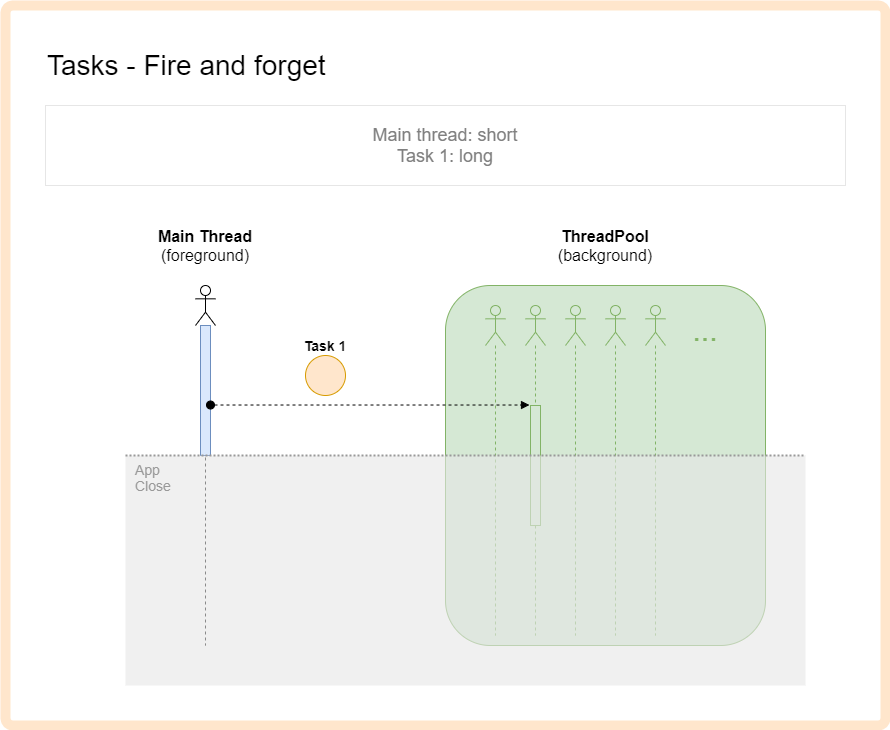 Tasks - Fire and forget
Main thread: short
Task 1: long
Main Thread
(foreground)
ThreadPool
(background)
Task 1
...
App
Close